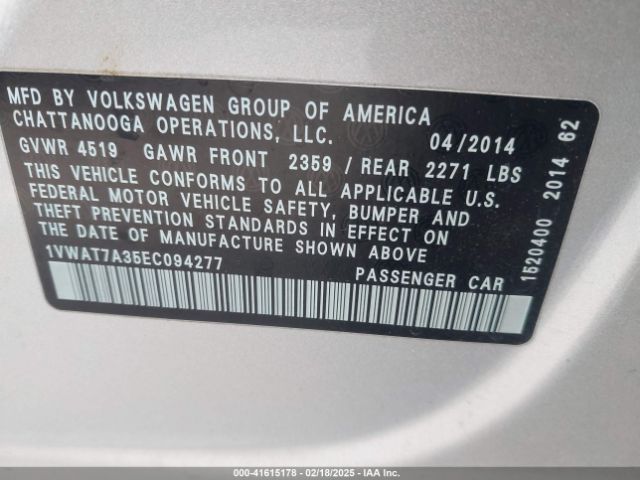 MFD BY VOLKSWAGEN GROUP OF AMERICA
CHATTANOOGA OPERATIONS, LLC.
04/2014
GVWR 4519 GAWR FRONT 2359 / REAR 2271 LBS
THIS VEHICLE CONFORMS TO ALL APPLICABLE U.S.
FEDERAL MOTOR VEHICLE SAFETY, BUMPER AND
THEFT PREVENTION STANDARDS IN EFFECT ON
THE DATE OF MANUFACTURE SHOWN ABOVE
1VWAT7A35EC094277
PASSENGER CAR
1520400 2014 62
000-41615178 - 02/18/2025 - IAA Inc.